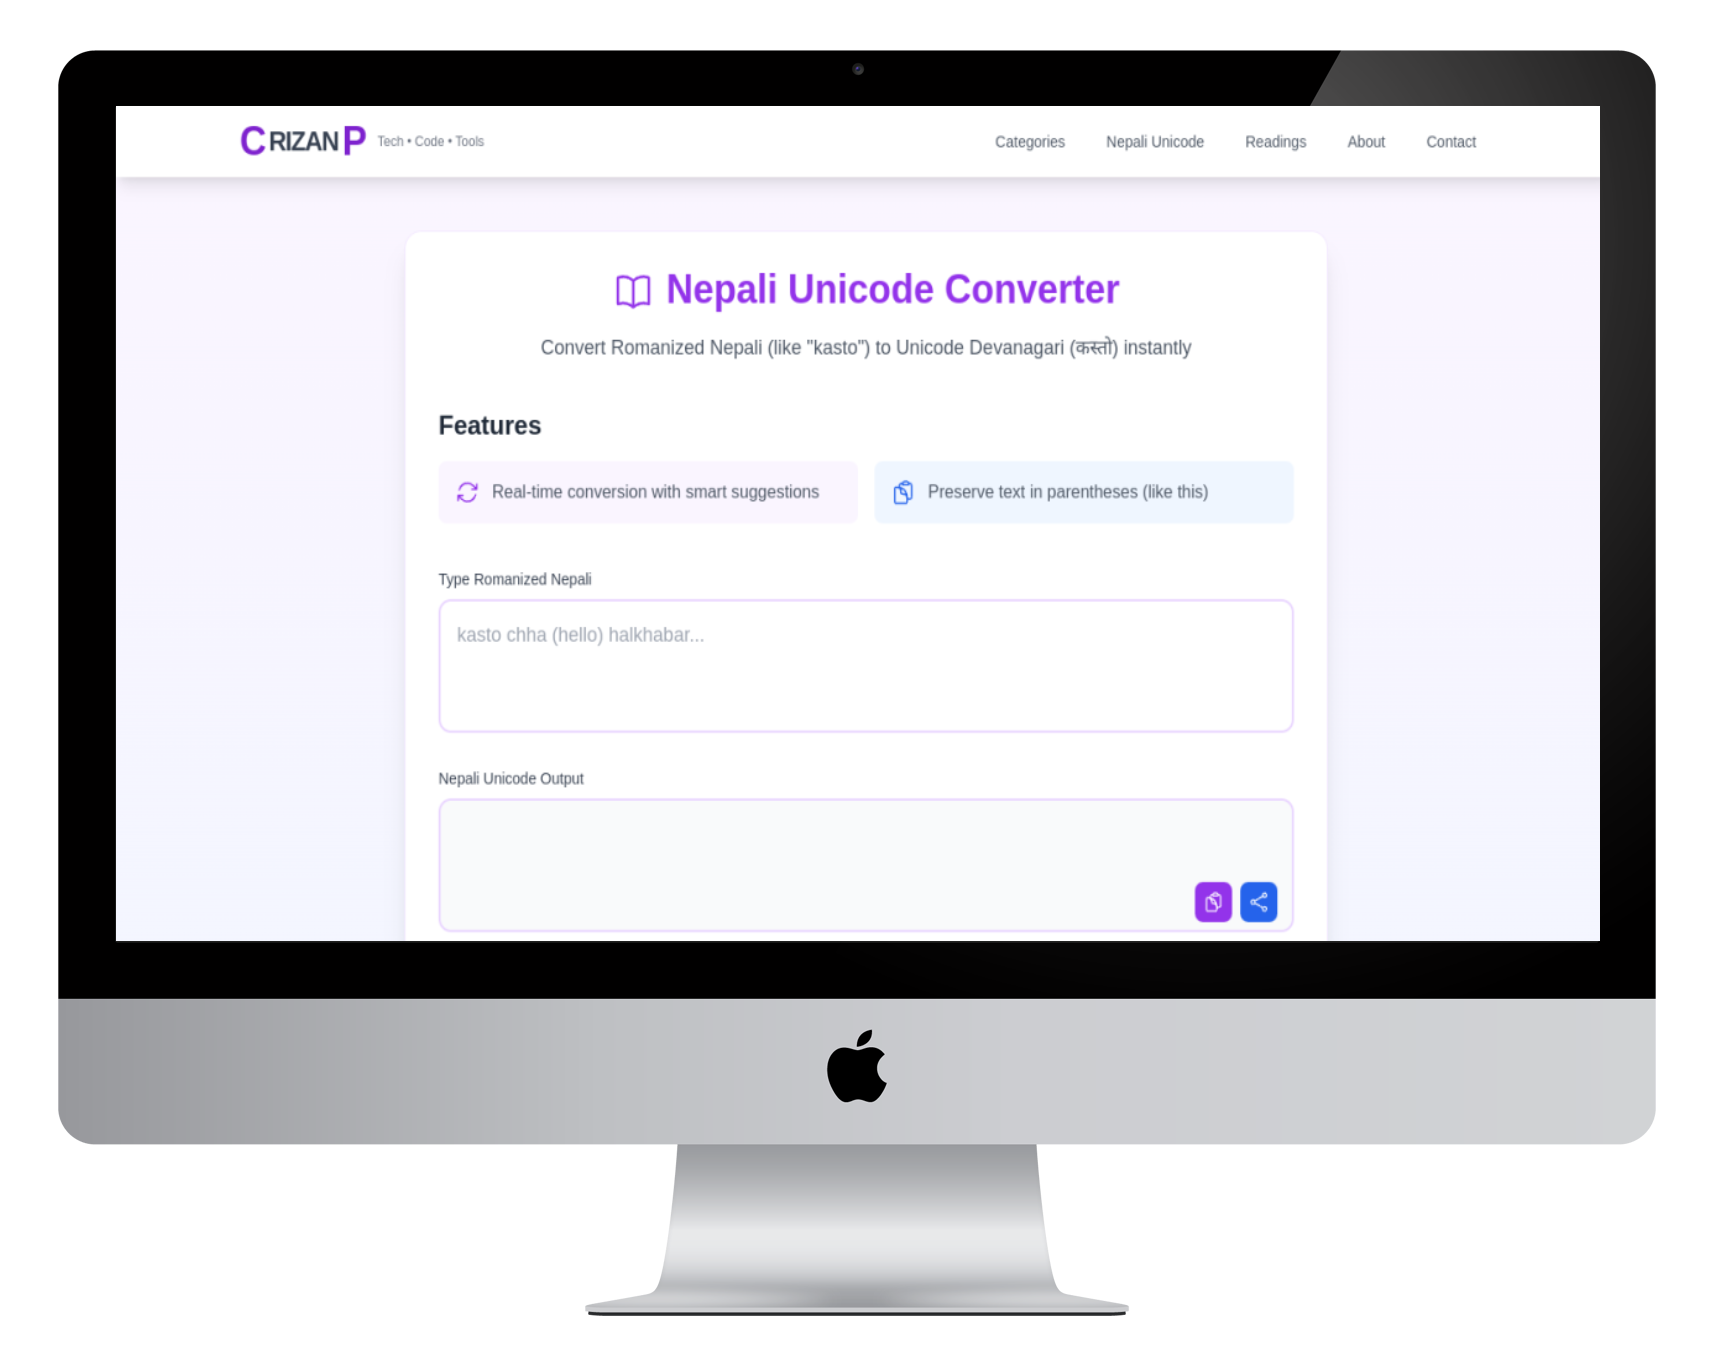 CRIZANP Tech • Code • Tools
Categories Nepali Unicode Readings About Contact
Nepali Unicode Converter
Convert Romanized Nepali (like "kasto") to Unicode Devanagari (कस्तो) instantly
Features
Real-time conversion with smart suggestions
Preserve text in parentheses (like this)
Type Romanized Nepali
kasto chha (hello) halkhabar...
Nepali Unicode Output